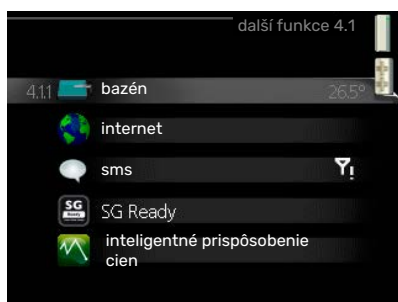 další funkce 4.1
4.1.1 bazén 26.5°
internet
sms
SG Ready SG Ready
inteligentné prispôsobenie
cien